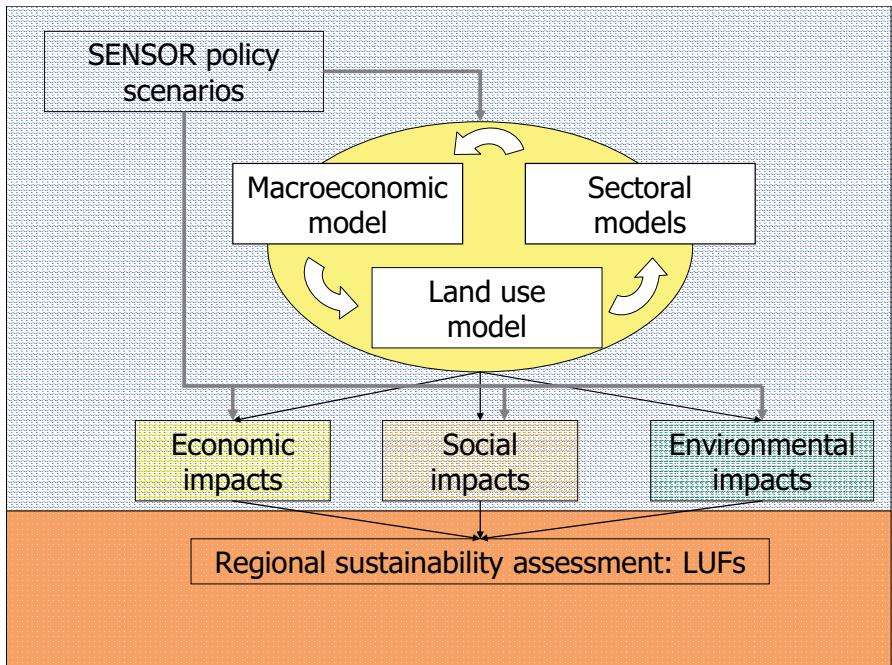 SENSOR policy
scenarios
Macroeconomic
model
Sectoral
models
Land use
model
Economic
impacts
Social
impacts
Environmental
impacts
Regional sustainability assessment: LUFs